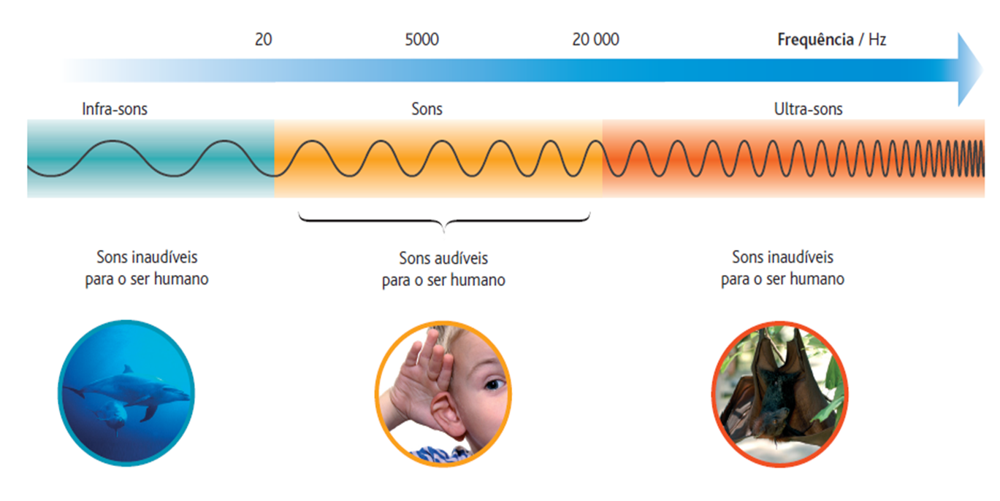 20 5000 20 000 Frequência / Hz
Infra-sons Sons Ultra-sons
Sons inaudíveis
para o ser humano
Sons audíveis
para o ser humano
Sons inaudíveis
para o ser humano